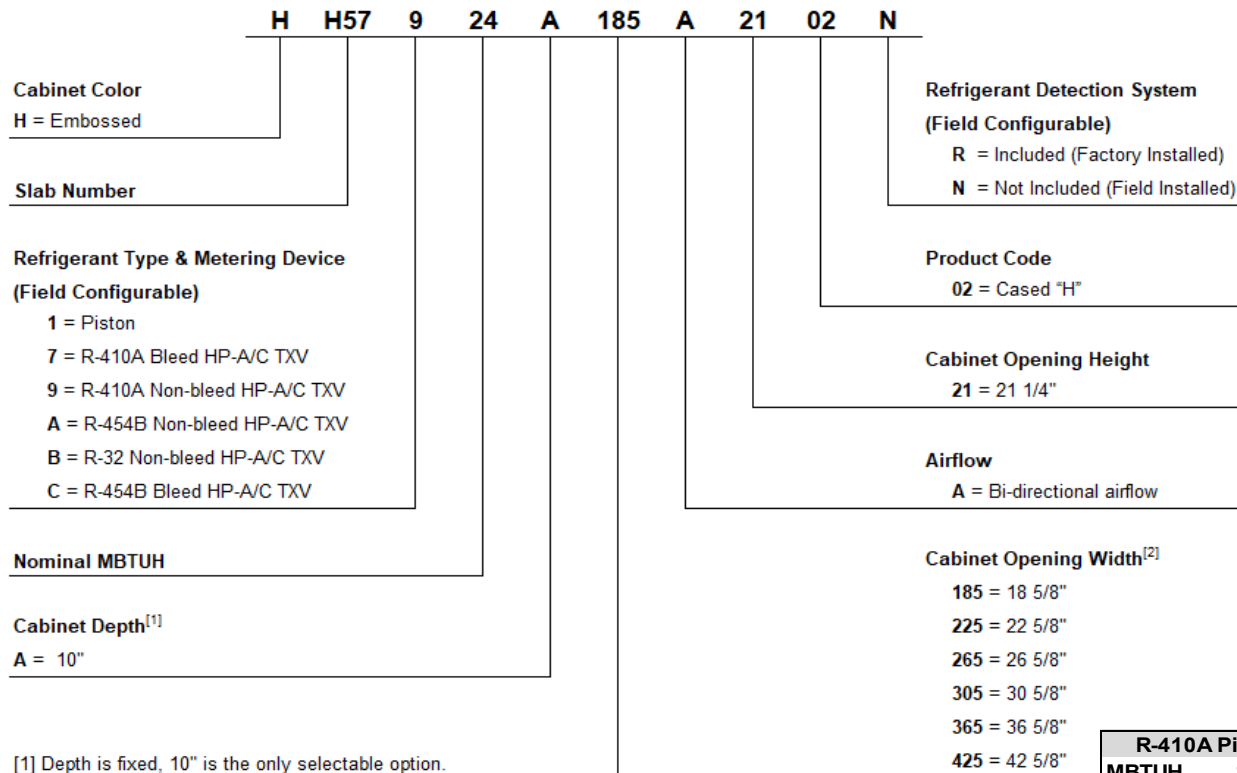 H H57 9 24 A 185 A 21 02 N
Cabinet Color
H = Embossed
Slab Number
Refrigerant Type & Metering Device
(Field Configurable)
1 = Piston
7 = R-410A Bleed HP-A/C TXV
9 = R-410A Non-bleed HP-A/C TXV
A = R-454B Non-bleed HP-A/C TXV
B = R-32 Non-bleed HP-A/C TXV
C = R-454B Bleed HP-A/C TXV
Nominal MBTUH
Cabinet Depth[1]
A = 10"
[1] Depth is fixed, 10" is the only selectable option.
Refrigerant Detection System
(Field Configurable)
R = Included (Factory Installed)
N = Not Included (Field Installed)
Product Code
02 = Cased “H”
Cabinet Opening Height
21 = 21 1/4"
Airflow
A = Bi-directional airflow
Cabinet Opening Width[2]
185 = 18 5/8"
225 = 22 5/8"
265 = 26 5/8"
305 = 30 5/8"
365 = 36 5/8"
425 = 42 5/8"
R-410A Pi
MBTUH